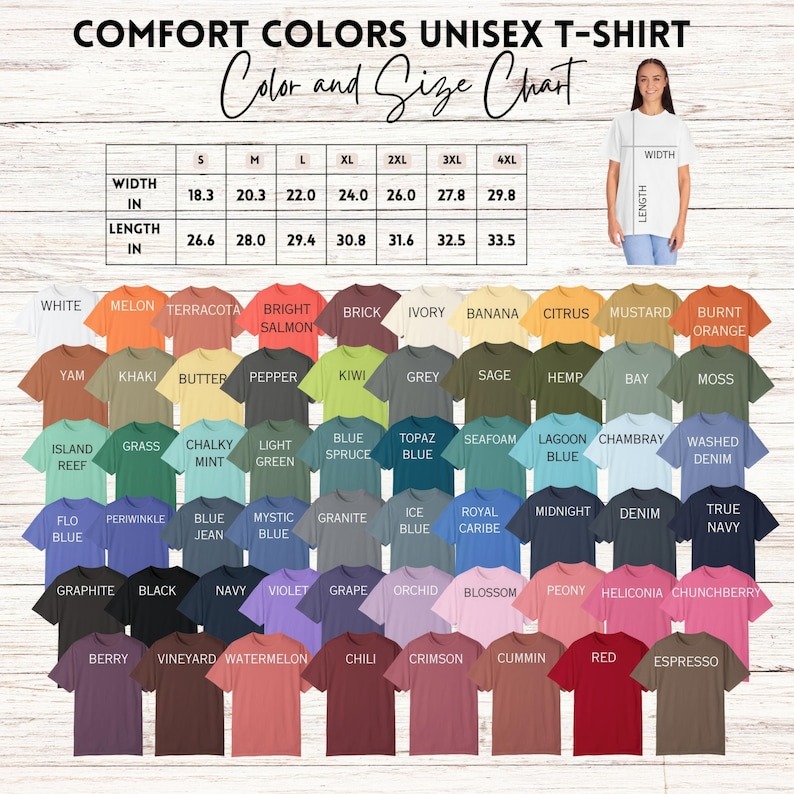 COMFORT COLORS UNISEX T-SHIRT
Color and Size Chart
S M L XL 2XL 3XL 4XL
WIDTH IN 18.3 20.3 22.0 24.0 26.0 27.8 29.8
LENGTH IN 26.6 28.0 29.4 30.8 31.6 32.5 33.5
WIDTH
LENGTH
WHITE MELON TERRACOTA BRIGHT SALMON BRICK IVORY BANANA CITRUS MUSTARD BURNT ORANGE
YAM KHAKI BUTTER PEPPER KIWI GREY SAGE HEMP BAY MOSS
ISLAND REEF GRASS CHALKY MINT LIGHT GREEN BLUE SPRUCE TOPAZ BLUE SEAFOAM LAGOON BLUE CHAMBRAY WASHED DENIM
FLO BLUE PERIWINKLE BLUE JEAN MYSTIC BLUE GRANITE ICE BLUE ROYAL CARIBE MIDNIGHT DENIM TRUE NAVY
GRAPHITE BLACK NAVY VIOLET GRAPE ORCHID BLOSSOM PEONY HELICONIA CHUNCHBERRY
BERRY VINEYARD WATERMELON CHILI CRIMSON CUMMIN RED ESPRESSO